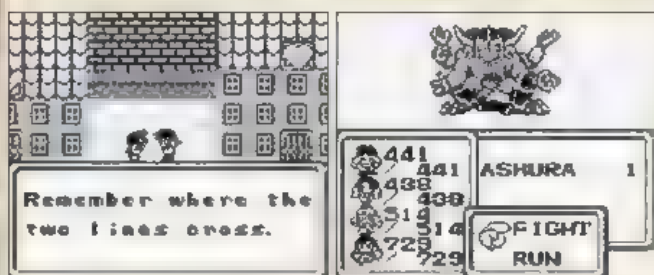 Remember where the
two lines cross.
441
441
ASHURA 1
438
438
514
514
729
729
FIGHT
RUN